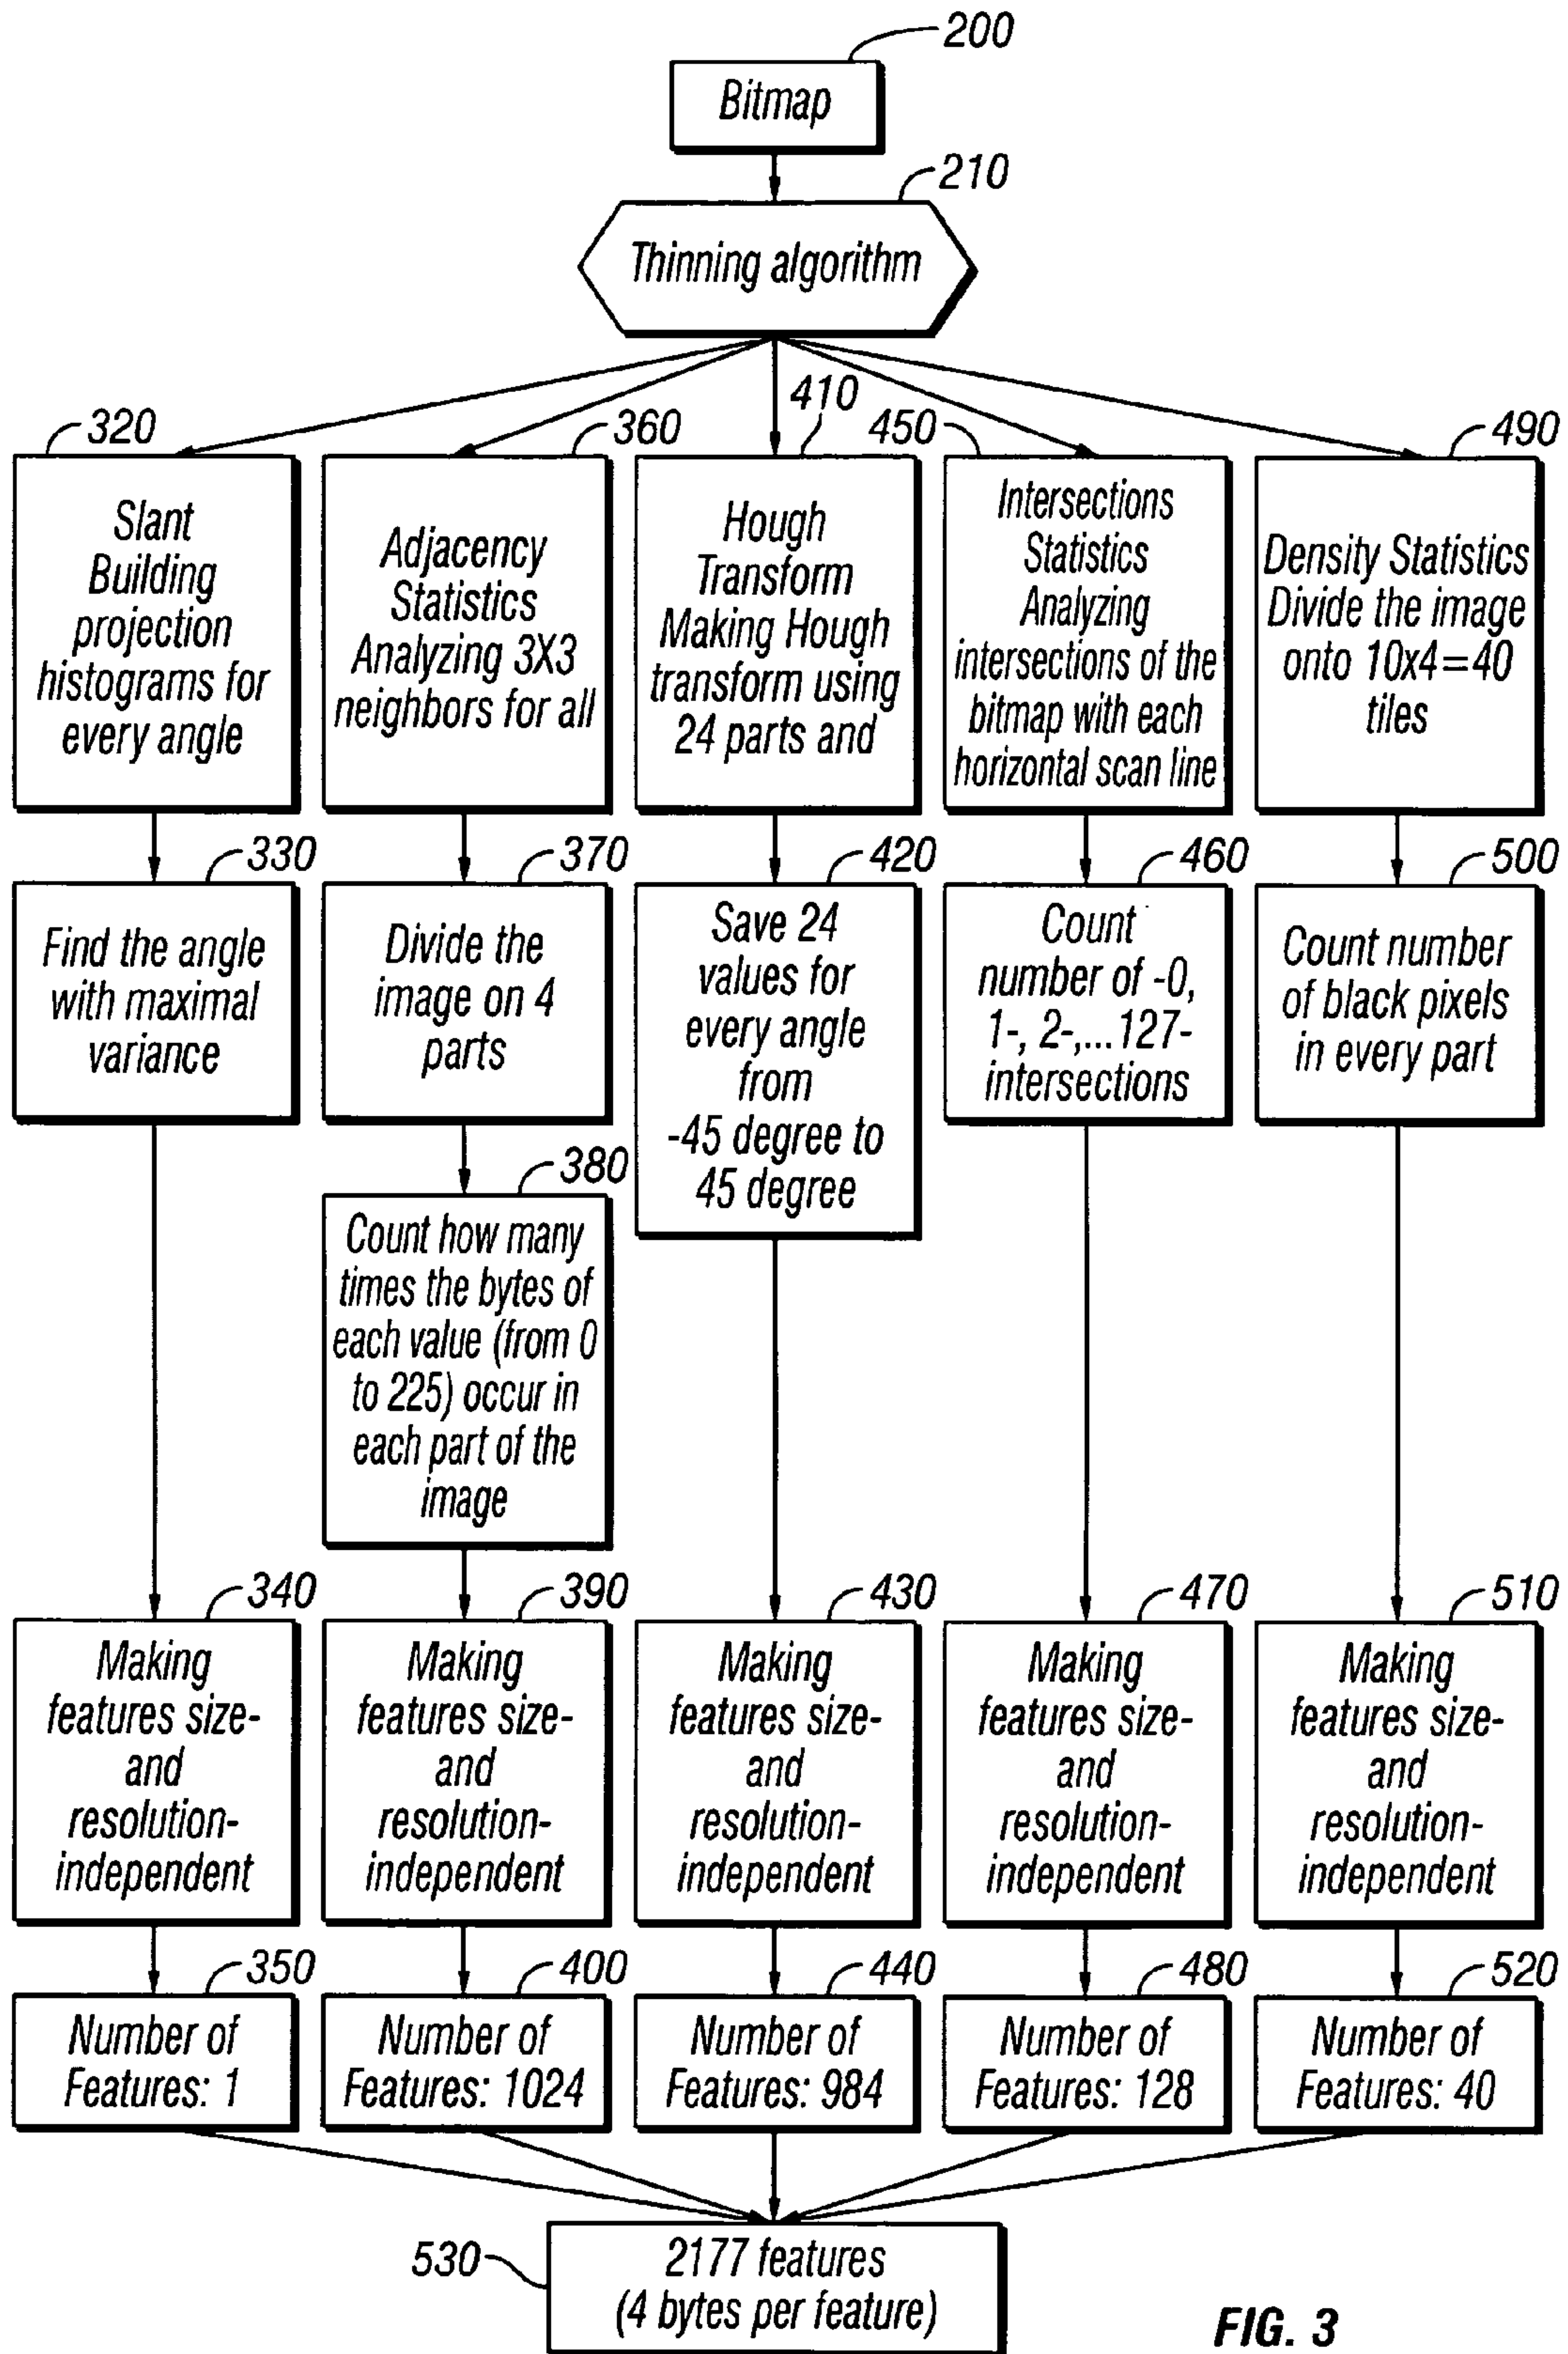 200
Bitmap
210
Thinning algorithm
320
Slant
Building
projection
histograms for
every angle
360
Adjacency
Statistics
Analyzing 3X3
neighbors for all
410
Hough
Transform
Making Hough
transform using
24 parts and
450
Intersections
Statistics
Analyzing
intersections of the
bitmap with each
horizontal scan line
490
Density Statistics
Divide the image
onto 10x4=40
tiles
330
Find the angle
with maximal
variance
370
Divide the
image on 4
parts
420
Save 24
values for
every angle
from
-45 degree to
45 degree
460
Count
number of -0,
1-, 2-,...127-
intersections
500
Count number
of black pixels
in every part
380
Count how many
times the bytes of
each value (from 0
to 225) occur in
each part of the
image
340
Making
features size-
and
resolution-
independent
390
Making
features size-
and
resolution-
independent
430
Making
features size-
and
resolution-
independent
470
Making
features size-
and
resolution-
independent
510
Making
features size-
and
resolution-
independent
350
Number of
Features: 1
400
Number of
Features: 1024
440
Number of
Features: 984
480
Number of
Features: 128
520
Number of
Features: 40
530
2177 features
(4 bytes per feature)
FIG. 3